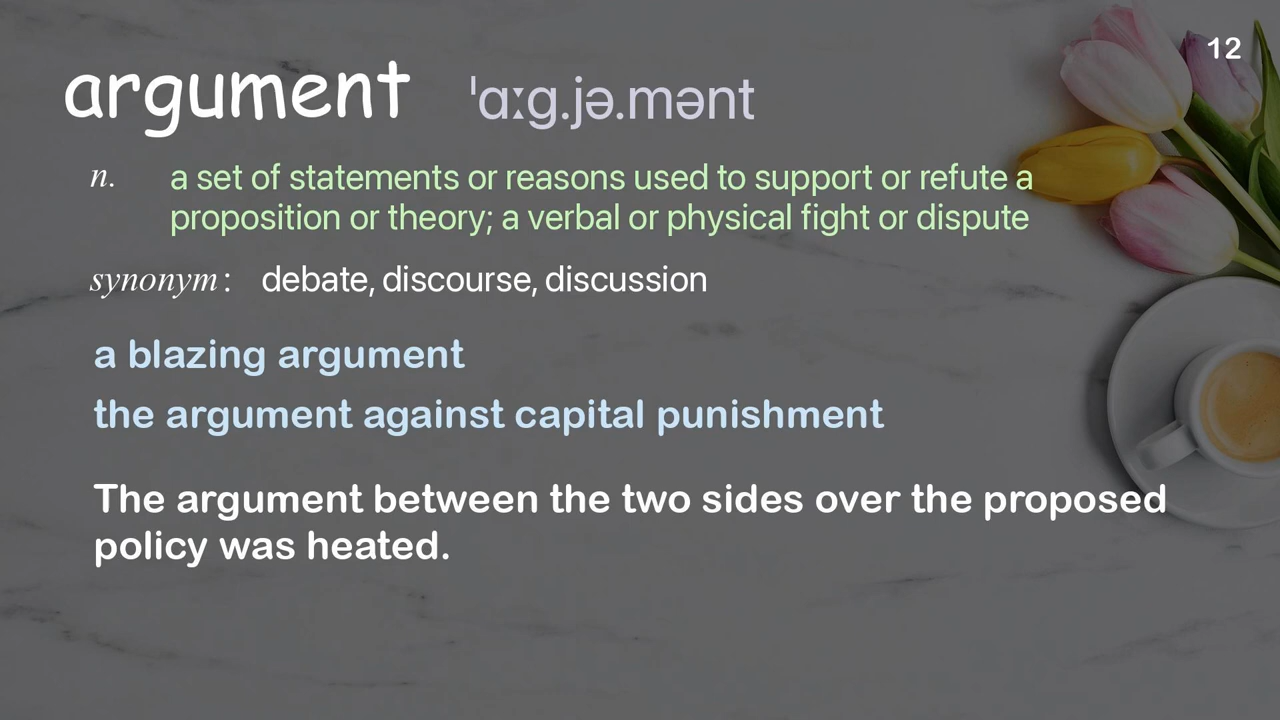 12
argument ˈɑːɡ.jə.mənt
n. a set of statements or reasons used to support or refute a
proposition or theory; a verbal or physical fight or dispute
synonym: debate, discourse, discussion
a blazing argument
the argument against capital punishment
The argument between the two sides over the proposed
policy was heated.